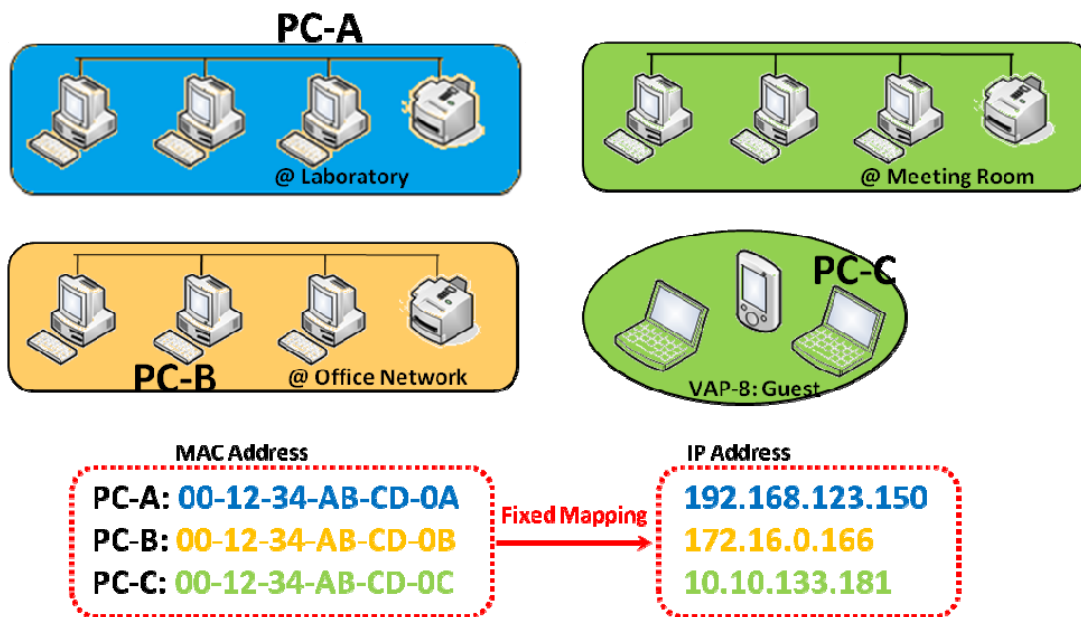 PC-A
@ Laboratory
@ Meeting Room
PC-B
@ Office Network
PC-C
VAP-8: Guest
MAC Address
IP Address
PC-A: 00-12-34-AB-CD-0A
PC-B: 00-12-34-AB-CD-0B
PC-C: 00-12-34-AB-CD-0C
Fixed Mapping
192.168.123.150
172.16.0.166
10.10.133.181